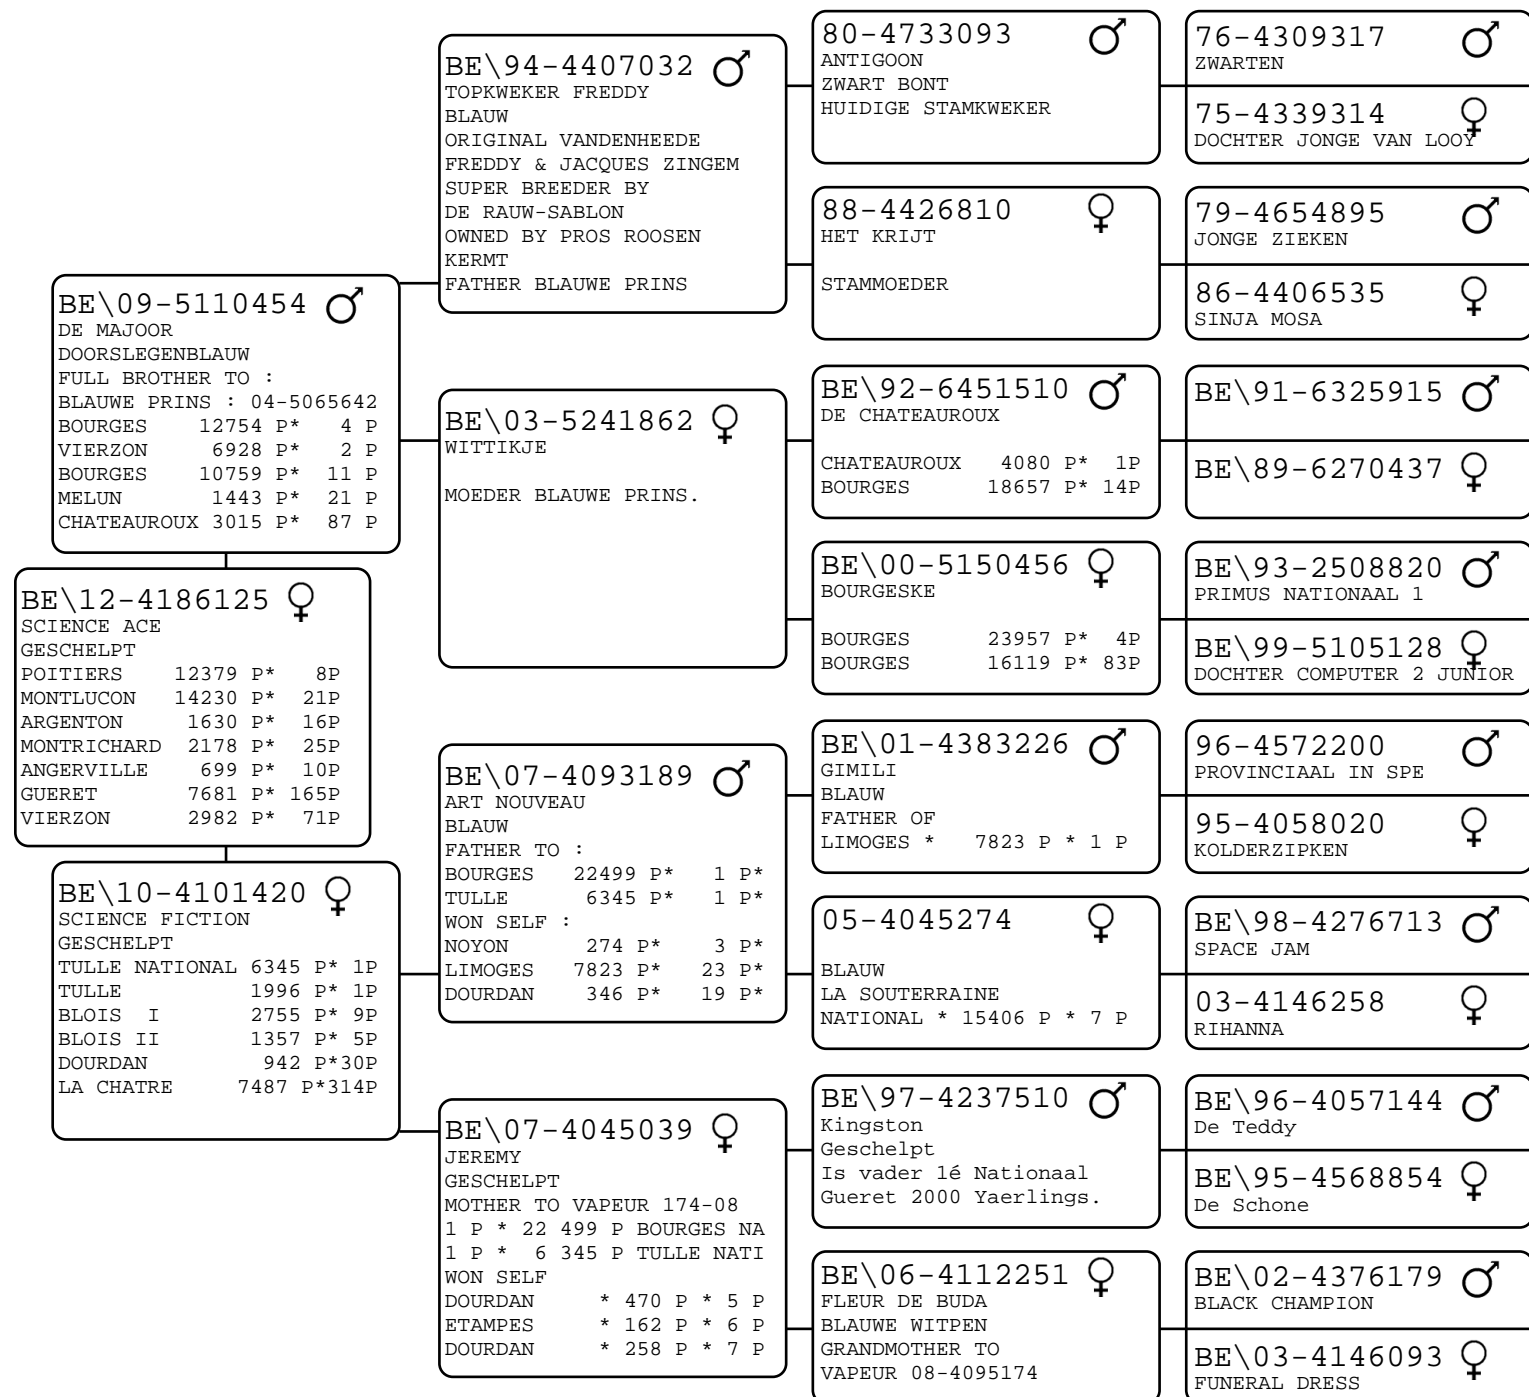 BE\12-4186125 ♀
SCIENCE ACE
GESCHELPT
POITIERS 12379 P* 8P
MONTLUCON 14230 P* 21P
ARGENTON 1630 P* 16P
MONTRICHARD 2178 P* 25P
ANGERVILLE 699 P* 10P
GUERET 7681 P* 165P
VIERZON 2982 P* 71P
BE\09-5110454 ♂
DE MAJOOR
DOORSLEGENBLAUW
FULL BROTHER TO :
BLAUWE PRINS : 04-5065642
BOURGES 12754 P* 4 P
VIERZON 6928 P* 2 P
BOURGES 10759 P* 11 P
MELUN 1443 P* 21 P
CHATEAUROUX 3015 P* 87 P
BE\10-4101420 ♀
SCIENCE FICTION
GESCHELPT
TULLE NATIONAL 6345 P* 1P
TULLE 1996 P* 1P
BLOIS I 2755 P* 9P
BLOIS II 1357 P* 5P
DOURDAN 942 P*30P
LA CHATRE 7487 P*314P
BE\94-4407032 ♂
TOPKWEKER FREDDY
BLAUW
ORIGINAL VANDENHEEDE
FREDDY & JACQUES ZINGEM
SUPER BREEDER BY
DE RAUW-SABLON
OWNED BY PROS ROOSEN
KERMT
FATHER BLAUWE PRINS
BE\03-5241862 ♀
WITTIKJE
MOEDER BLAUWE PRINS.
BE\07-4093189 ♂
ART NOUVEAU
BLAUW
FATHER TO :
BOURGES 22499 P* 1 P*
TULLE 6345 P* 1 P*
WON SELF :
NOYON 274 P* 3 P*
LIMOGES 7823 P* 23 P*
DOURDAN 346 P* 19 P*
BE\07-4045039 ♀
JEREMY
GESCHELPT
MOTHER TO VAPEUR 174-08
1 P * 22 499 P BOURGES NA
1 P * 6 345 P TULLE NATI
WON SELF
DOURDAN * 470 P * 5 P
ETAMPES * 162 P * 6 P
DOURDAN * 258 P * 7 P
80-4733093 ♂
ANTIGOON
ZWART BONT
HUIDIGE STAMKWEKER
88-4426810 ♀
HET KRIJT
STAMMOEDER
BE\92-6451510 ♂
DE CHATEAUROUX
CHATEAUROUX 4080 P* 1P
BOURGES 18657 P* 14P
BE\00-5150456 ♀
BOURGESKE
BOURGES 23957 P* 4P
BOURGES 16119 P* 83P
BE\01-4383226 ♂
GIMILI
BLAUW
FATHER OF
LIMOGES * 7823 P * 1 P
05-4045274 ♀
BLAUW
LA SOUTERRAINE
NATIONAL * 15406 P * 7 P
BE\97-4237510 ♂
Kingston
Geschelpt
Is vader 1é Nationaal
Gueret 2000 Yaerlings.
BE\06-4112251 ♀
FLEUR DE BUDA
BLAUWE WITPEN
GRANDMOTHER TO
VAPEUR 08-4095174
76-4309317 ♂
ZWARTEN
75-4339314 ♀
DOCHTER JONGE VAN LOOY
79-4654895 ♂
JONGE ZIEKEN
86-4406535 ♀
SINJA MOSA
BE\91-6325915 ♂
BE\89-6270437 ♀
BE\93-2508820 ♂
PRIMUS NATIONAAL 1
BE\99-5105128 ♀
DOCHTER COMPUTER 2 JUNIOR
96-4572200 ♂
PROVINCIAAL IN SPE
95-4058020 ♀
KOLDERZIPKEN
BE\98-4276713 ♂
SPACE JAM
03-4146258 ♀
RIHANNA
BE\96-4057144 ♂
De Teddy
BE\95-4568854 ♀
De Schone
BE\02-4376179 ♂
BLACK CHAMPION
BE\03-4146093 ♀
FUNERAL DRESS